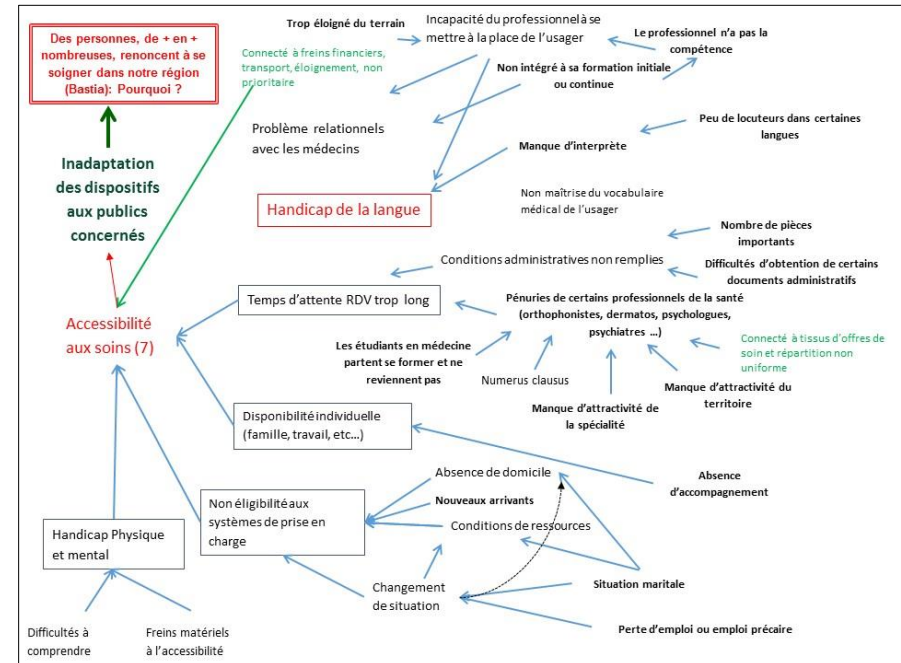 Des personnes, de + en +
nombreuses, renoncent à se
soigner dans notre région
(Bastia): Pourquoi ?
Inadaptation
des dispositifs
aux publics
concernés
Accessibilité
aux soins (7)
Trop éloigné du terrain
Connecté à freins financiers,
transport, éloignement, non
prioritaire
Incapacité du professionnel à se
mettre à la place de l'usager
Le professionnel n'a pas la
compétence
Non intégré à sa formation initiale
ou continue
Problème relationnels
avec les médecins
Peu de locuteurs dans certaines
langues
Manque d'interprète
Handicap de la langue
Non maîtrise du vocabulaire
médical de l'usager
Nombre de pièces
importants
Conditions administratives non remplies
Difficultés d'obtention de certains
documents administratifs
Temps d'attente RDV trop long
Pénuries de certains professionnels de la santé
(orthophonistes, dermatos, psychologues,
psychiatres ...)
Les étudiants en médecine
partent se former et ne
reviennent pas
Numerus clausus
Connecté à tissus d'offres de
soin et répartition non
uniforme
Manque d'attractivité du
territoire
Manque d'attractivité de
la spécialité
Disponibilité individuelle
(famille, travail, etc...)
Absence
d'accompagnement
Absence de domicile
Nouveaux arrivants
Conditions de ressources
Non éligibilité aux
systèmes de prise en
charge
Handicap Physique
et mental
Changement
de situation
Situation maritale
Perte d'emploi ou emploi précaire
Difficultés à
comprendre
Freins matériels
à l'accessibilité